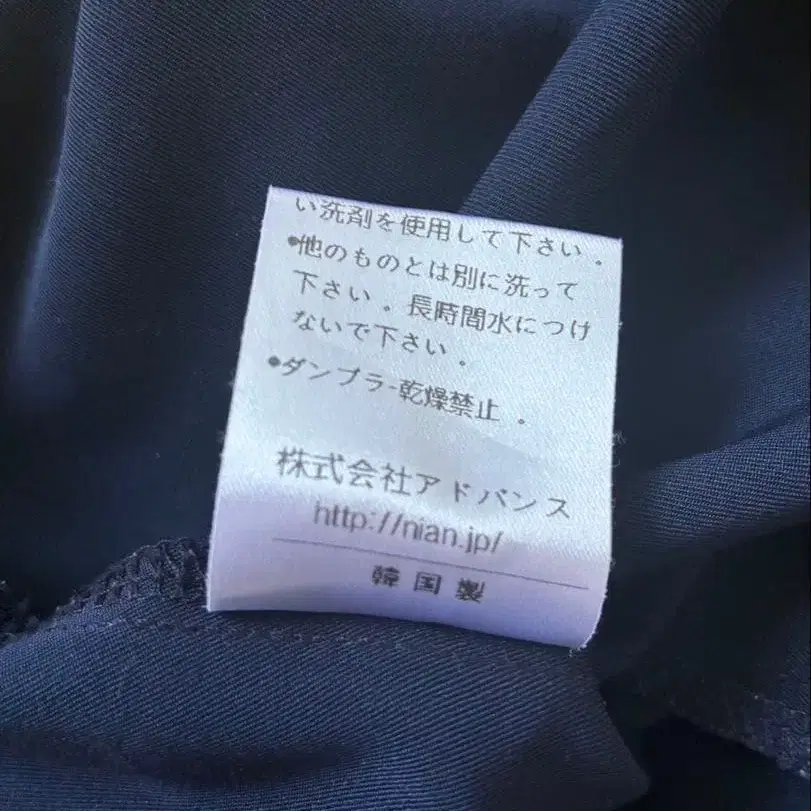 い洗剤を使用して下さい。
•他のものとは別に洗って
下さい。長時間水につけ
ないで下さい。
•ダンブラー乾燥禁止。
株式会社アドバンス
http://nian.jp/
韓国製